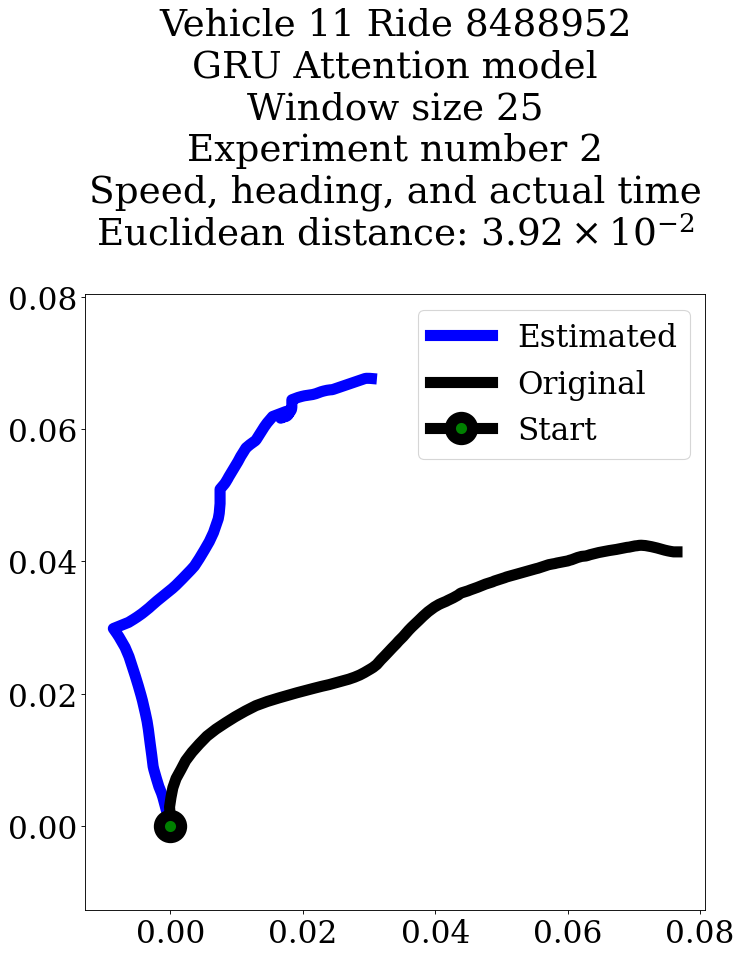 Vehicle 11 Ride 8488952
GRU Attention model
Window size 25
Experiment number 2
Speed, heading, and actual time
Euclidean distance: 3.92 × 10⁻²
0.08
0.06
0.04
0.02
0.00
Estimated
Original
Start
0.00 0.02 0.04 0.06 0.08